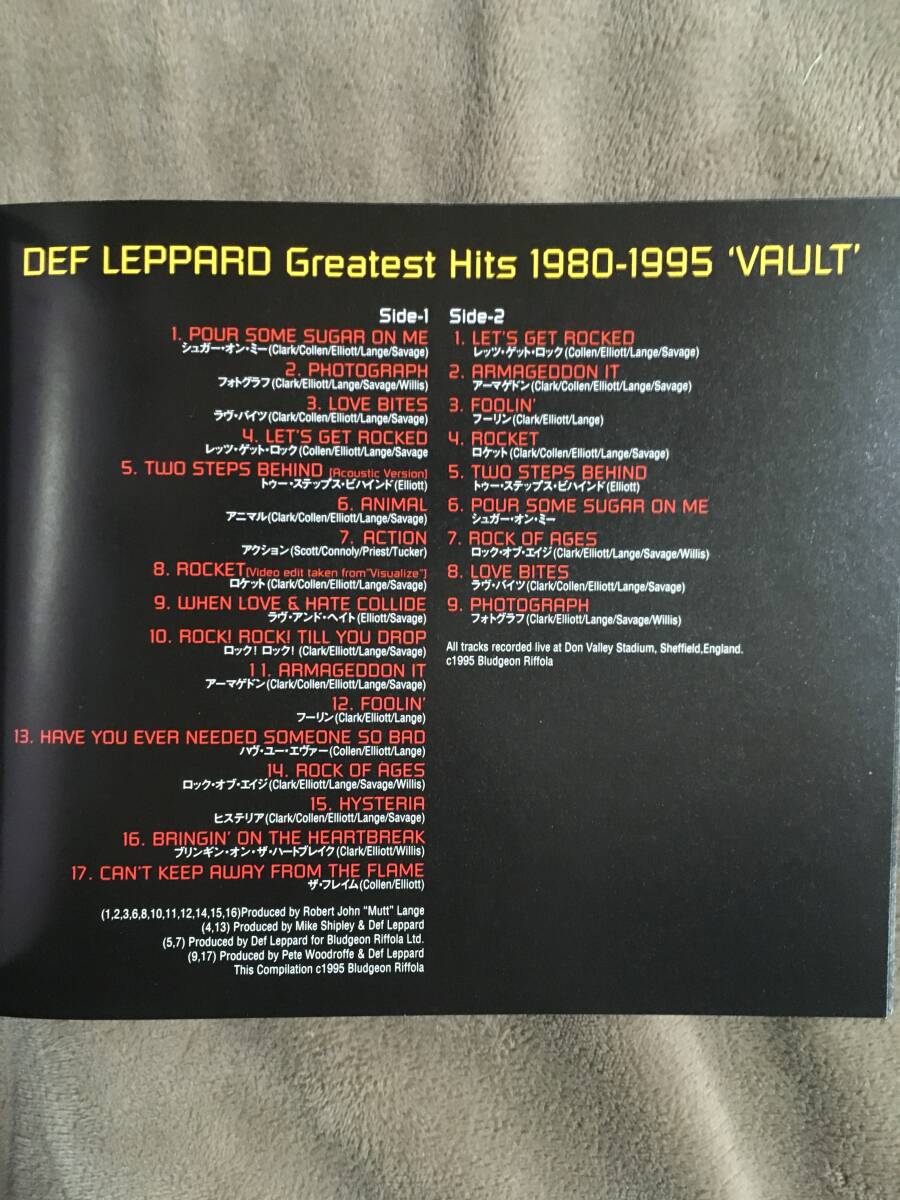 DEF LEPPARD Greatest Hits 1980-1995 'VAULT'
Side-1
1. POUR SOME SUGAR ON ME
シュガー・オン・ミー(Clark/Collen/Elliott/Lange/Savage)
2. PHOTOGRAPH
フォトグラフ(Clark/Elliott/Lange/Savage/Willis)
3. LOVE BITES
ラヴ・バイツ(Clark/Collen/Elliott/Lange/Savage)
4. LET'S GET ROCKED
レッツ・ゲット・ロック(Collen/Elliott/Lange/Savage
5. TWO STEPS BEHIND [Acoustic Version]
トゥー・ステップス・ビハインド(Elliott)
6. ANIMAL
アニマル(Clark/Collen/Elliott/Lange/Savage)
7. ACTION
アクション(Scott/Connoly/Priest/Tucker)
8. ROCKET[Video edit taken from"Visualize"]
ロケット(Clark/Collen/Elliott/Lange/Savage)
9. WHEN LOVE & HATE COLLIDE
ラヴ・アンド・ヘイト(Elliott/Savage)
10. ROCK! ROCK! TILL YOU DROP
ロック! ロック! (Clark/Elliott/Lange/Savage)
11. ARMAGEDDON IT
アーマゲドン(Clark/Collen/Elliott/Lange/Savage)
12. FOOLIN'
フーリン(Clark/Elliott/Lange)
13. HAVE YOU EVER NEEDED SOMEONE SO BAD
ハヴ・ユー・エヴァー(Collen/Elliott/Lange)
14. ROCK OF AGES
ロック・オブ・エイジ(Clark/Elliott/Lange/Savage/Willis)
15. HYSTERIA
ヒステリア(Clark/Collen/Elliott/Lange/Savage)
16. BRINGIN' ON THE HEARTBREAK
ブリンギン・オン・ザ・ハートブレイク(Clark/Elliott/Willis)
17. CAN'T KEEP AWAY FROM THE FLAME
ザ・フレイム(Collen/Elliott)
(1,2,3,6,8,10,11,12,14,15,16)Produced by Robert John "Mutt" Lange
(4,13) Produced by Mike Shipley & Def Leppard
(5,7) Produced by Def Leppard for Bludgeon Riffola Ltd.
(9,17) Produced by Pete Woodroffe & Def Leppard
This Compilation c1995 Bludgeon Riffola
Side-2
1. LET'S GET ROCKED
レッツ・ゲット・ロック(Collen/Elliott/Lange/Savage)
2. ARMAGEDDON IT
アーマゲドン(Clark/Collen/Elliott/Lange/Savage)
3. FOOLIN'
フーリン(Clark/Elliott/Lange)
4. ROCKET
ロケット(Clark/Collen/Elliott/Lange/Savage)
5. TWO STEPS BEHIND
トゥー・ステップス・ビハインド(Elliott)
6. POUR SOME SUGAR ON ME
シュガー・オン・ミー
7. ROCK OF AGES
ロック・オブ・エイジ(Clark/Elliott/Lange/Savage/Willis)
8. LOVE BITES
ラヴ・バイツ(Clark/Collen/Elliott/Lange/Savage)
9. PHOTOGRAPH
フォトグラフ(Clark/Elliott/Lange/Savage/Willis)
All tracks recorded live at Don Valley Stadium, Sheffield,England.
c1995 Bludgeon Riffola